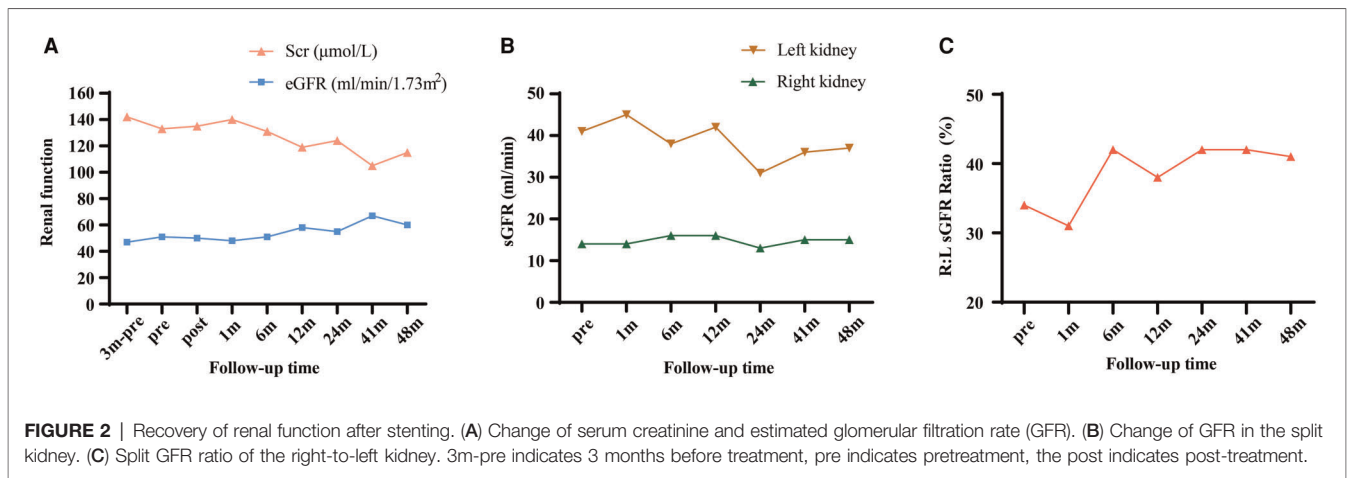 A
Scr (μmol/L)
eGFR (ml/min/1.73m²)
Renal function
160
140
120
100
80
60
40
20
0
3m-pre pre post 1m 6m 12m 24m 41m 48m
Follow-up time
B
Left kidney
Right kidney
sGFR (ml/min)
50
40
30
20
10
0
pre 1m 6m 12m 24m 41m 48m
Follow-up time
C
R:L sGFR Ratio (%)
50
40
30
20
pre 1m 6m 12m 24m 41m 48m
Follow-up time
FIGURE 2 | Recovery of renal function after stenting. (A) Change of serum creatinine and estimated glomerular filtration rate (GFR). (B) Change of GFR in the split
kidney. (C) Split GFR ratio of the right-to-left kidney. 3m-pre indicates 3 months before treatment, pre indicates pretreatment, the post indicates post-treatment.